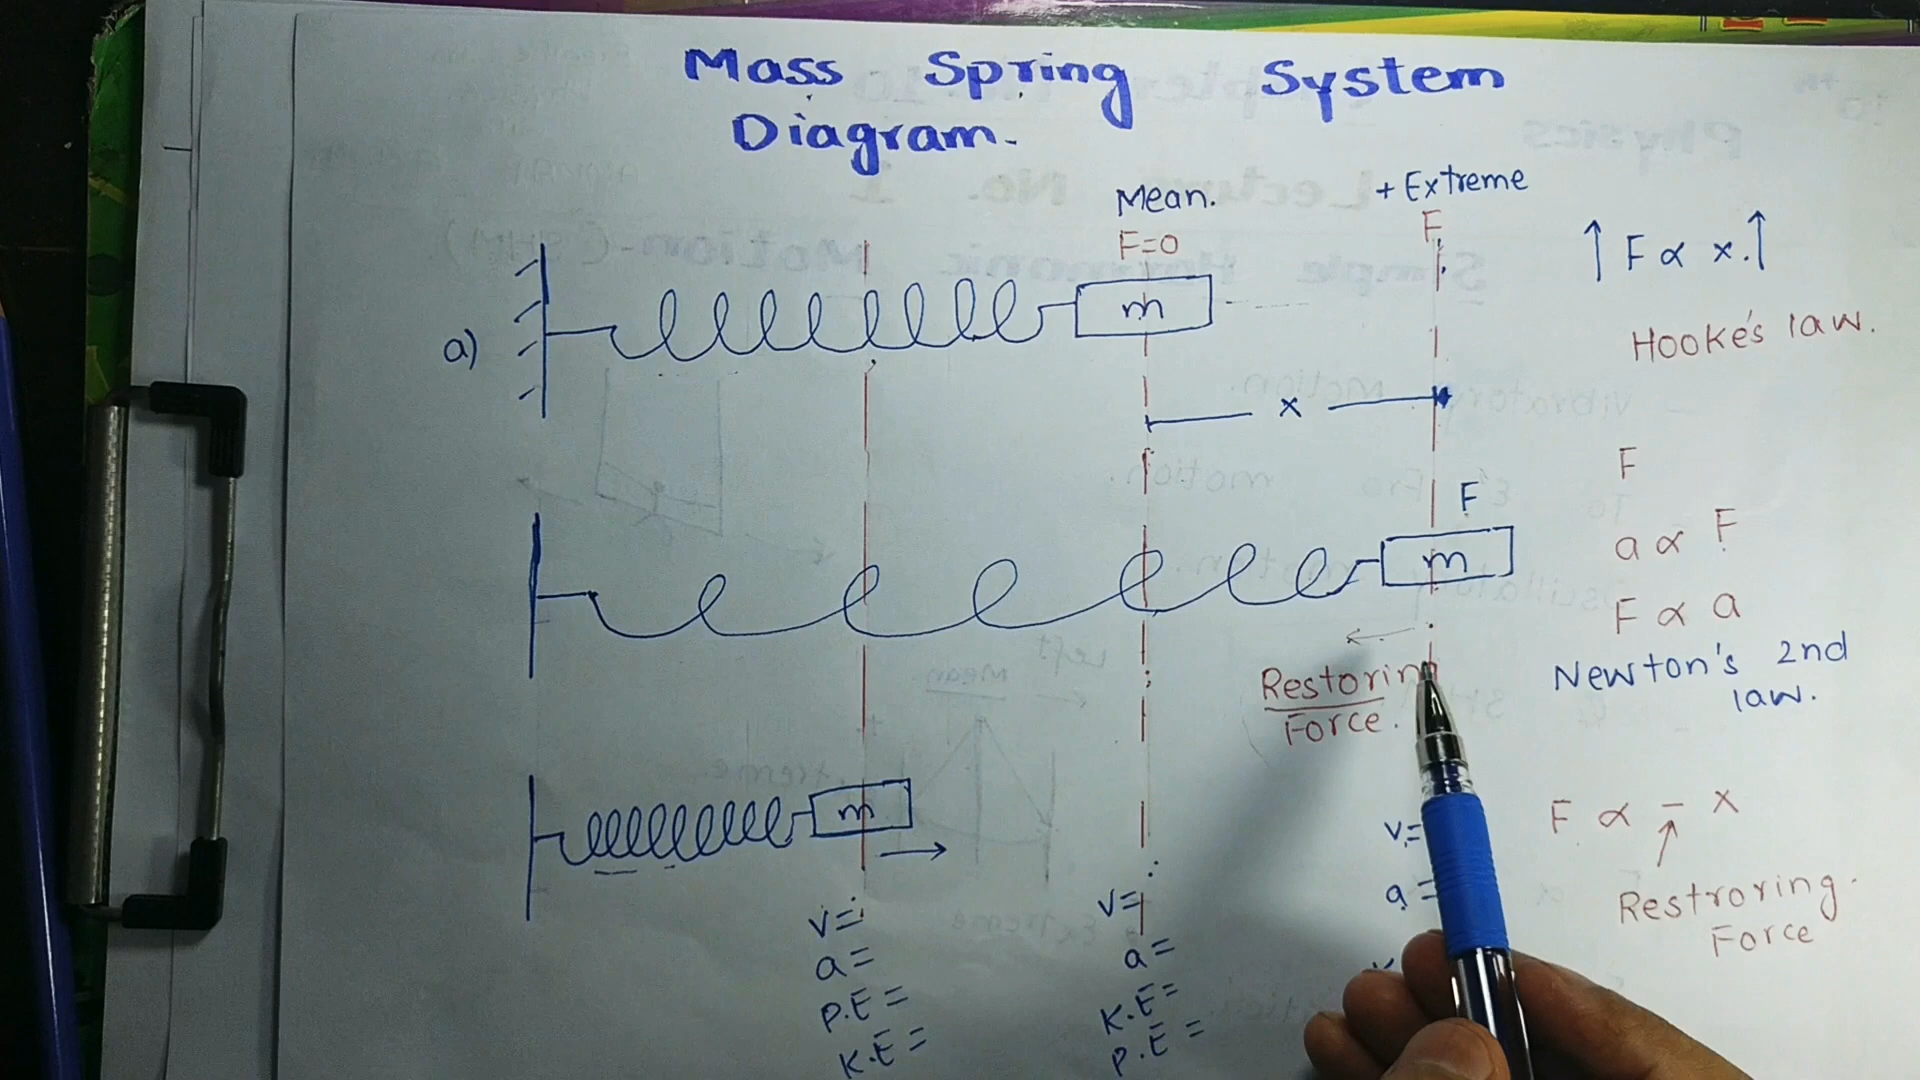 Mass Spring System
Diagram.
Mean.
+ Extreme
F=0
F
↑ F ∝ x.↑
Hooke's law.
a)
m
x
F
F
a ∝ F
F ∝ a
Newton's 2nd
law.
m
Restoring
Force.
m
F ∝ - x
Restroring
Force
v=
a=
P.E=
K.E=
v=
a=
K.E=
P.E=
v=
a=